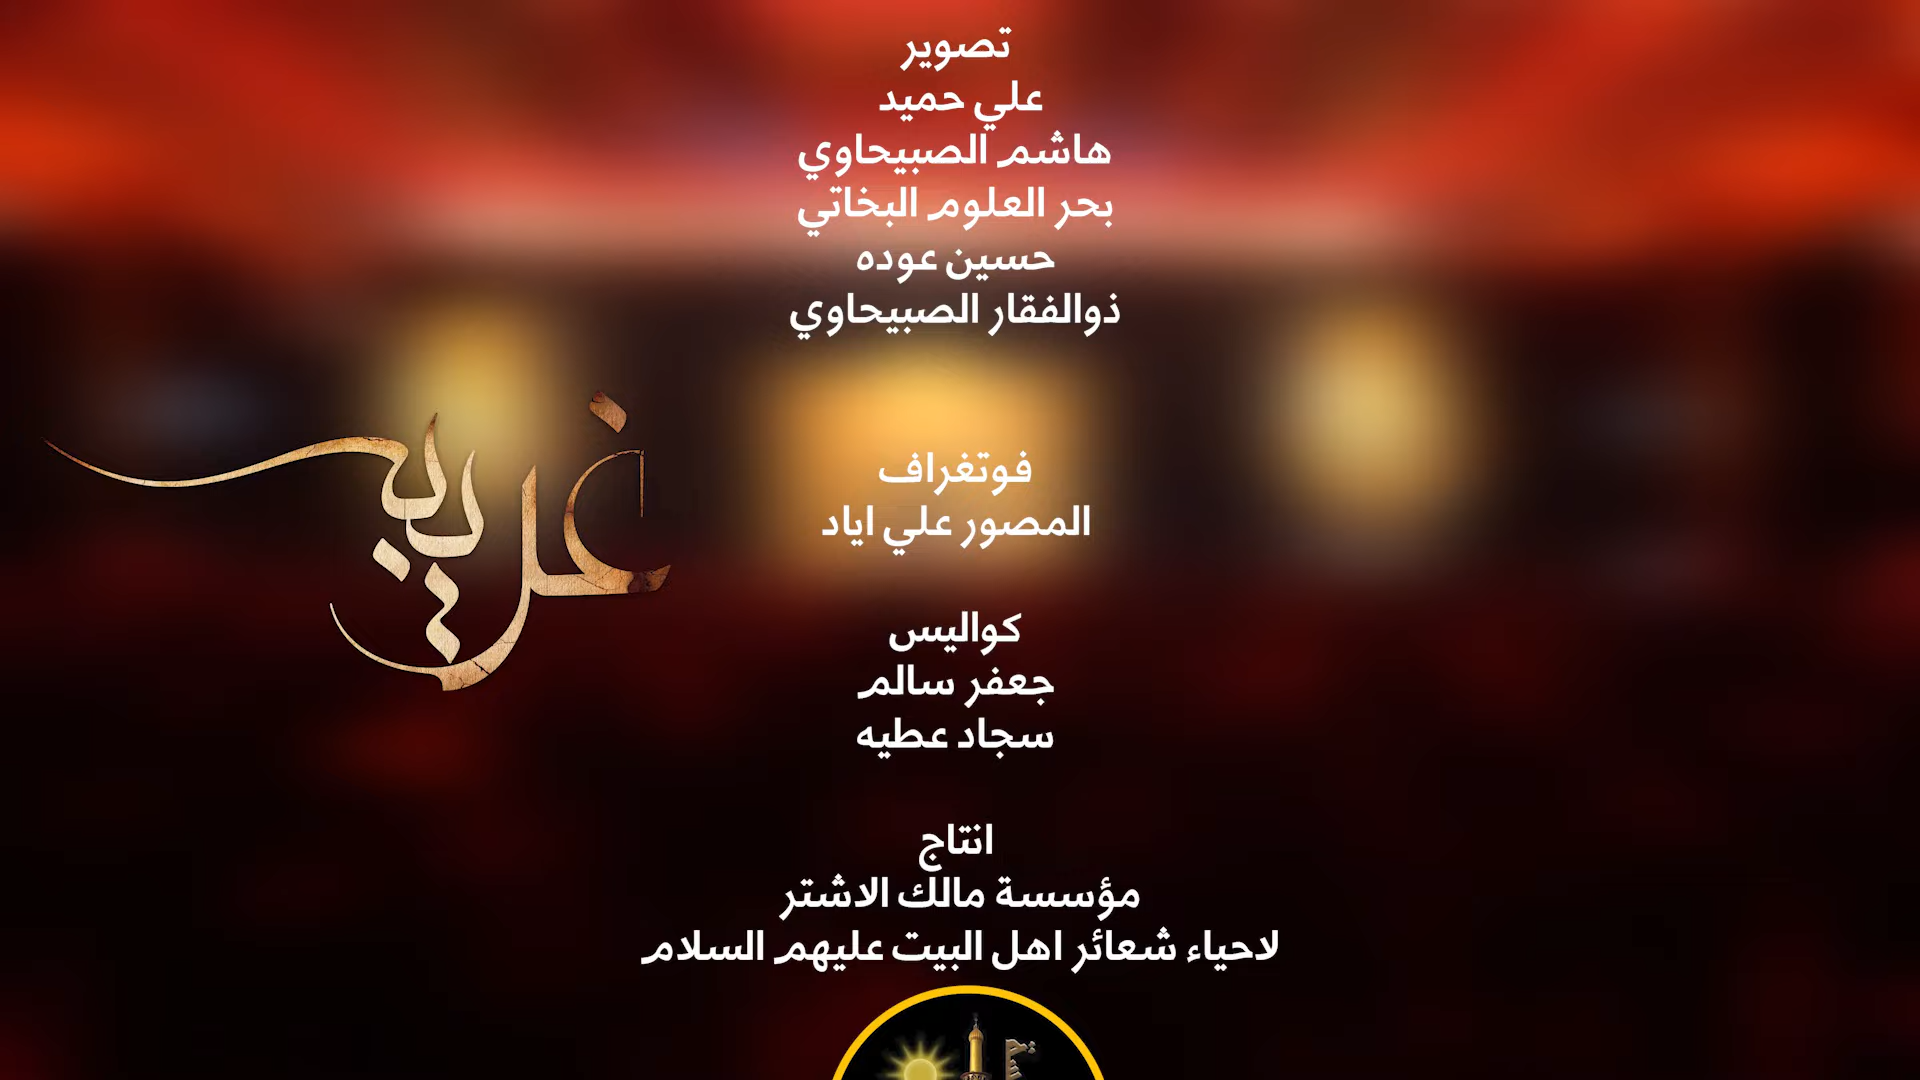 تصوير
علي حميد
هاشم الصبيحاوي
بحر العلوم البخاتي
حسين عوده
ذوالفقار الصبيحاوي
غريب
فوتغراف
المصور علي اياد
كواليس
جعفر سالم
سجاد عطيه
انتاج
مؤسسة مالك الاشتر
لاحياء شعائر اهل البيت عليهم السلام